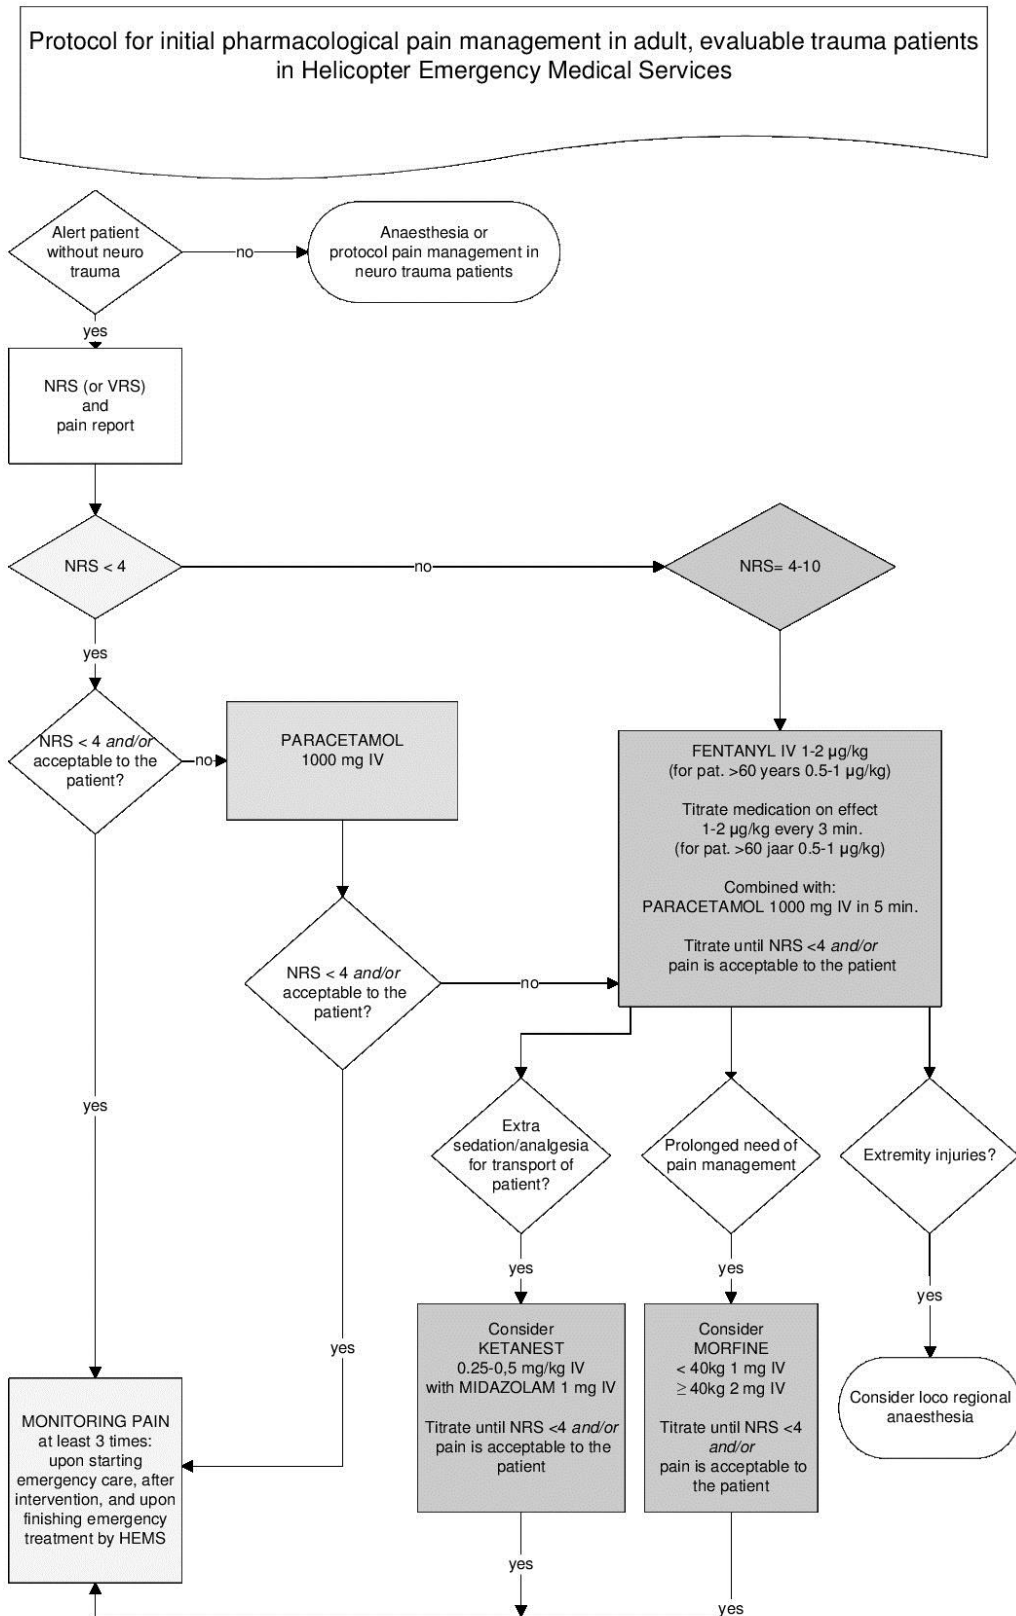 Protocol for initial pharmacological pain management in adult, evaluable trauma patients
in Helicopter Emergency Medical Services
Alert patient
without neuro
trauma
no
Anaesthesia or
protocol pain management in
neuro trauma patients
yes
NRS (or VRS)
and
pain report
NRS < 4
no
NRS= 4-10
yes
NRS < 4 and/or
acceptable to the
patient?
no
PARACETAMOL
1000 mg IV
FENTANYL IV 1-2 µg/kg
(for pat. >60 years 0.5-1 µg/kg)
Titrate medication on effect
1-2 µg/kg every 3 min.
(for pat. >60 jaar 0.5-1 µg/kg)
Combined with:
PARACETAMOL 1000 mg IV in 5 min.
Titrate until NRS <4 and/or
pain is acceptable to the patient
NRS < 4 and/or
acceptable to the
patient?
no
yes
Extra
sedation/analgesia
for transport of
patient?
Prolonged need of
pain management
Extremity injuries?
yes
yes
yes
yes
Consider
KETANEST
0.25-0,5 mg/kg IV
with MIDAZOLAM 1 mg IV
Titrate until NRS <4 and/or
pain is acceptable to the
patient
Consider
MORFINE
< 40kg 1 mg IV
≥ 40kg 2 mg IV
Titrate until NRS <4
and/or
pain is acceptable to
the patient
Consider loco regional
anaesthesia
MONITORING PAIN
at least 3 times:
upon starting
emergency care, after
intervention, and upon
finishing emergency
treatment by HEMS
yes
yes